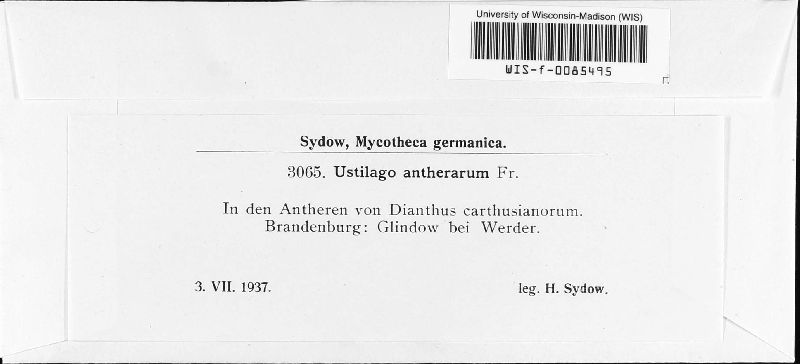 University of Wisconsin-Madison (WIS)
WIS-f-0085495
Sydow, Mycotheca germanica.
3065. Ustilago antherarum Fr.
In den Antheren von Dianthus carthusianorum.
Brandenburg: Glindow bei Werder.
3. VII. 1937. leg. H. Sydow.